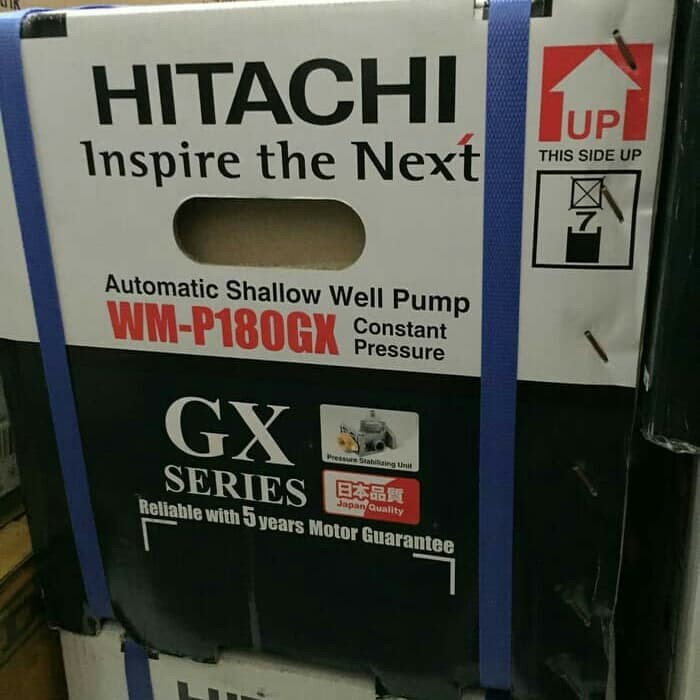 HITACHI
Inspire the Next
UP
THIS SIDE UP
7
Automatic Shallow Well Pump
WM-P180GX Constant Pressure
GX
SERIES
Pressure Stabilizing Unit
日本品質
Japan Quality
Reliable with 5 years Motor Guarantee